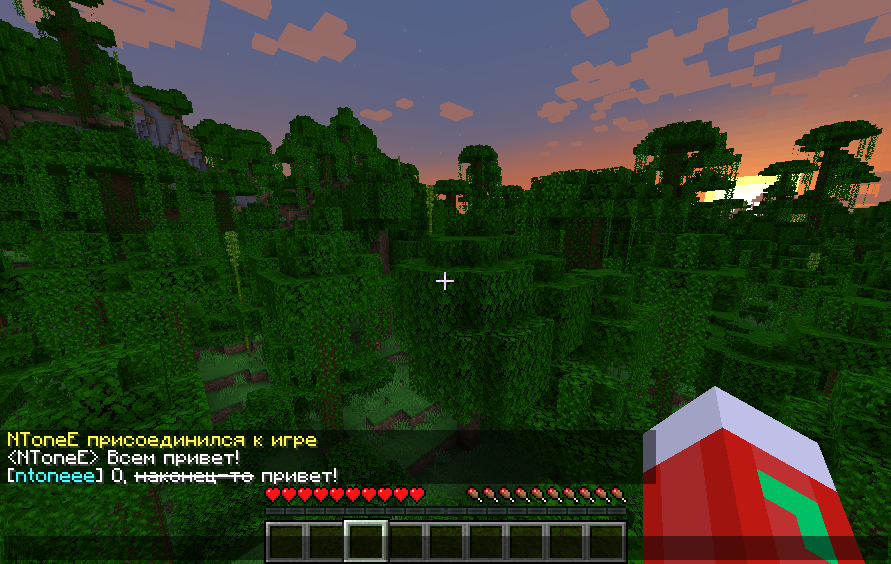 NToneE присоединился к игре
<NToneE> Всем привет!
[ntoneee] О, наконец-то привет!